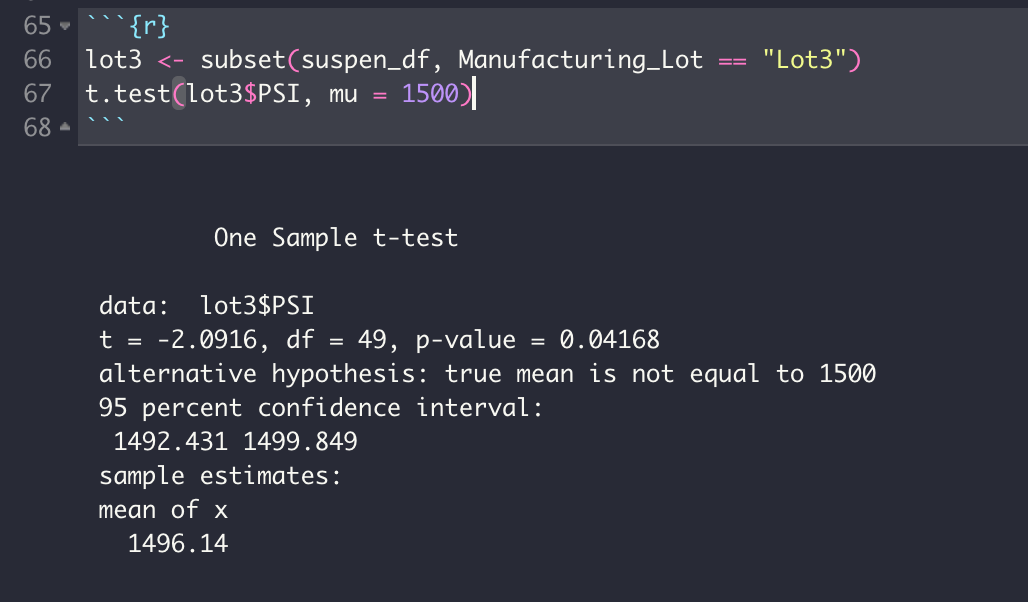 65 ```{r}
66 lot3 <- subset(suspen_df, Manufacturing_Lot == "Lot3")
67 t.test(lot3$PSI, mu = 1500)
68 ```
One Sample t-test
data:  lot3$PSI
t = -2.0916, df = 49, p-value = 0.04168
alternative hypothesis: true mean is not equal to 1500
95 percent confidence interval:
1492.431 1499.849
sample estimates:
mean of x
1496.14